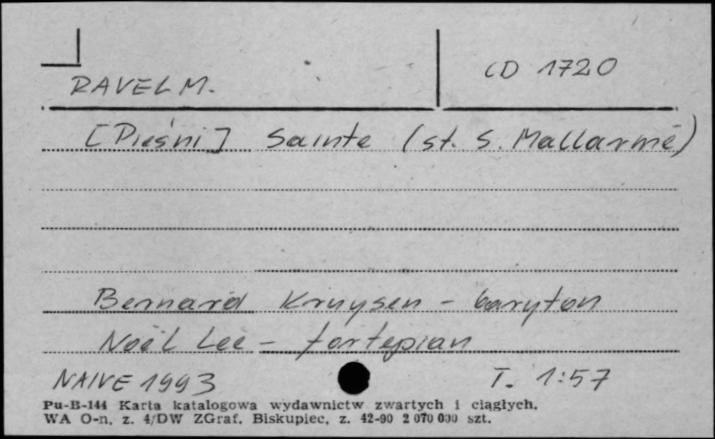 RAVEL M.
CD 1720
[Pieśni] Sainte (st. S. Mallarmé)
Bernard Kruysen - baryton
Noël Lee - fortepian
NAIVE 1993
T. 1:57
Pu-B-144 Karta katalogowa wydawnictw zwartych i ciągłych.
WA O-n, z. 4/DW ZGraf. Biskupiec, z. 42-90 2 070 000 szt.